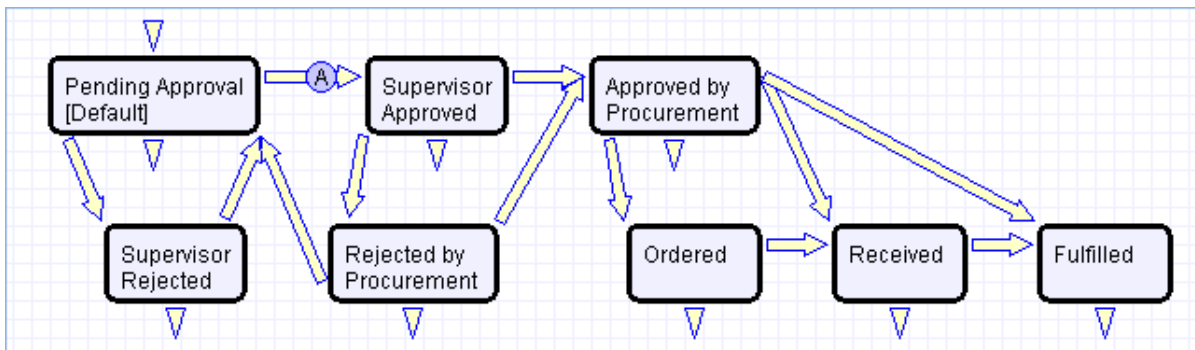 Pending Approval
[Default]
A
Supervisor
Approved
Approved by
Procurement
Supervisor
Rejected
Rejected by
Procurement
Ordered
Received
Fulfilled